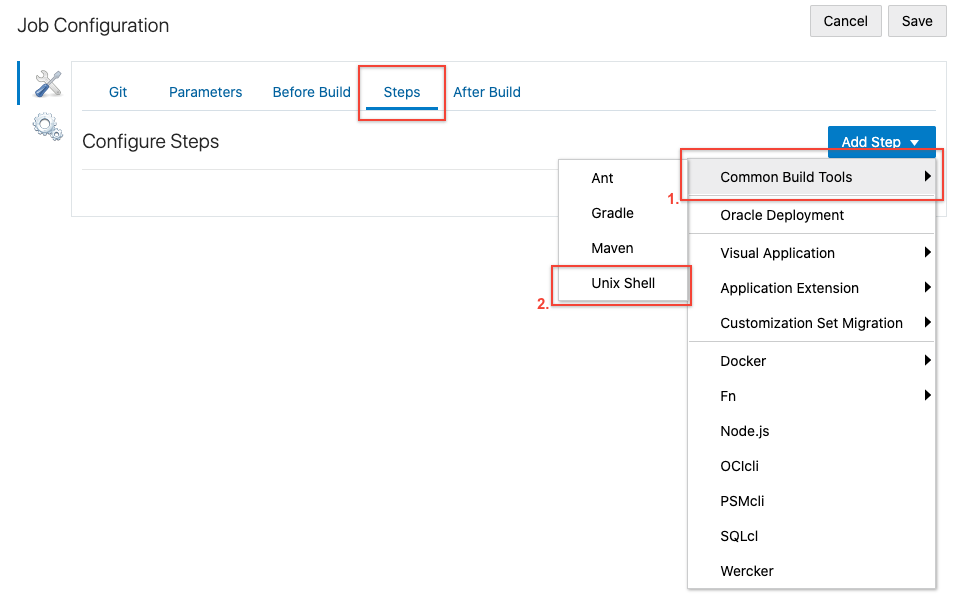 Job Configuration
Cancel
Save
Git
Parameters
Before Build
Steps
After Build
Configure Steps
Add Step
1.
Common Build Tools
Oracle Deployment
Visual Application
Application Extension
Customization Set Migration
Docker
Fn
Node.js
OCIcli
PSMcli
SQLcl
Wercker
Ant
Gradle
Maven
2.
Unix Shell